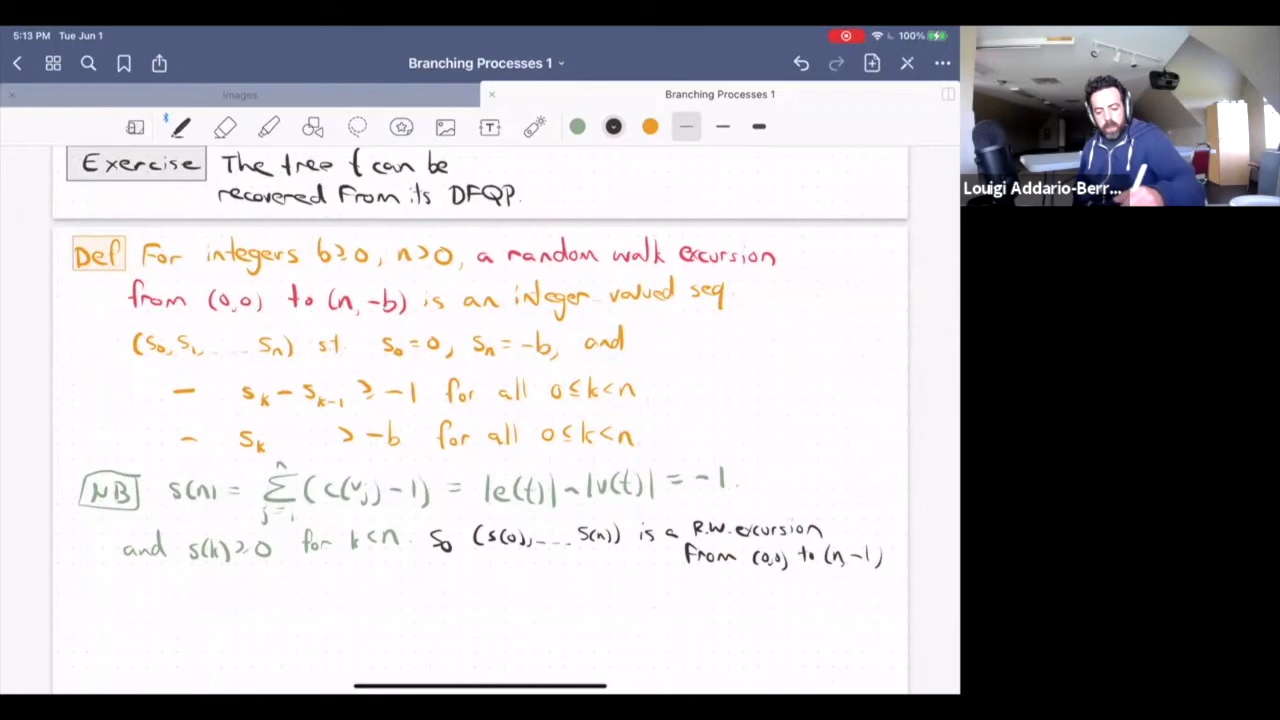 5:13 PM Tue Jun 1
100%
Branching Processes 1
Images
Branching Processes 1
Exercise The tree t can be
recovered from its DFQP.
Def For integers b≥0, n>0, a random walk excursion
from (0,0) to (n,-b) is an integer valued seq
(s₀, s₁, ... sₙ) st. s₀=0, sₙ=-b, and
- sₖ - sₖ₋₁ ≥ -1 for all 0≤k<n
- sₖ > -b for all 0≤k<n
NB s(n) = ∑ⁿⱼ₌₁ (c(vⱼ)-1) = |e(t)| - |v(t)| = -1.
and s(k)≥0 for k<n. So (s(0), ... s(n)) is a R.W. excursion
from (0,0) to (n,-1)
Louigi Addario-Berr...